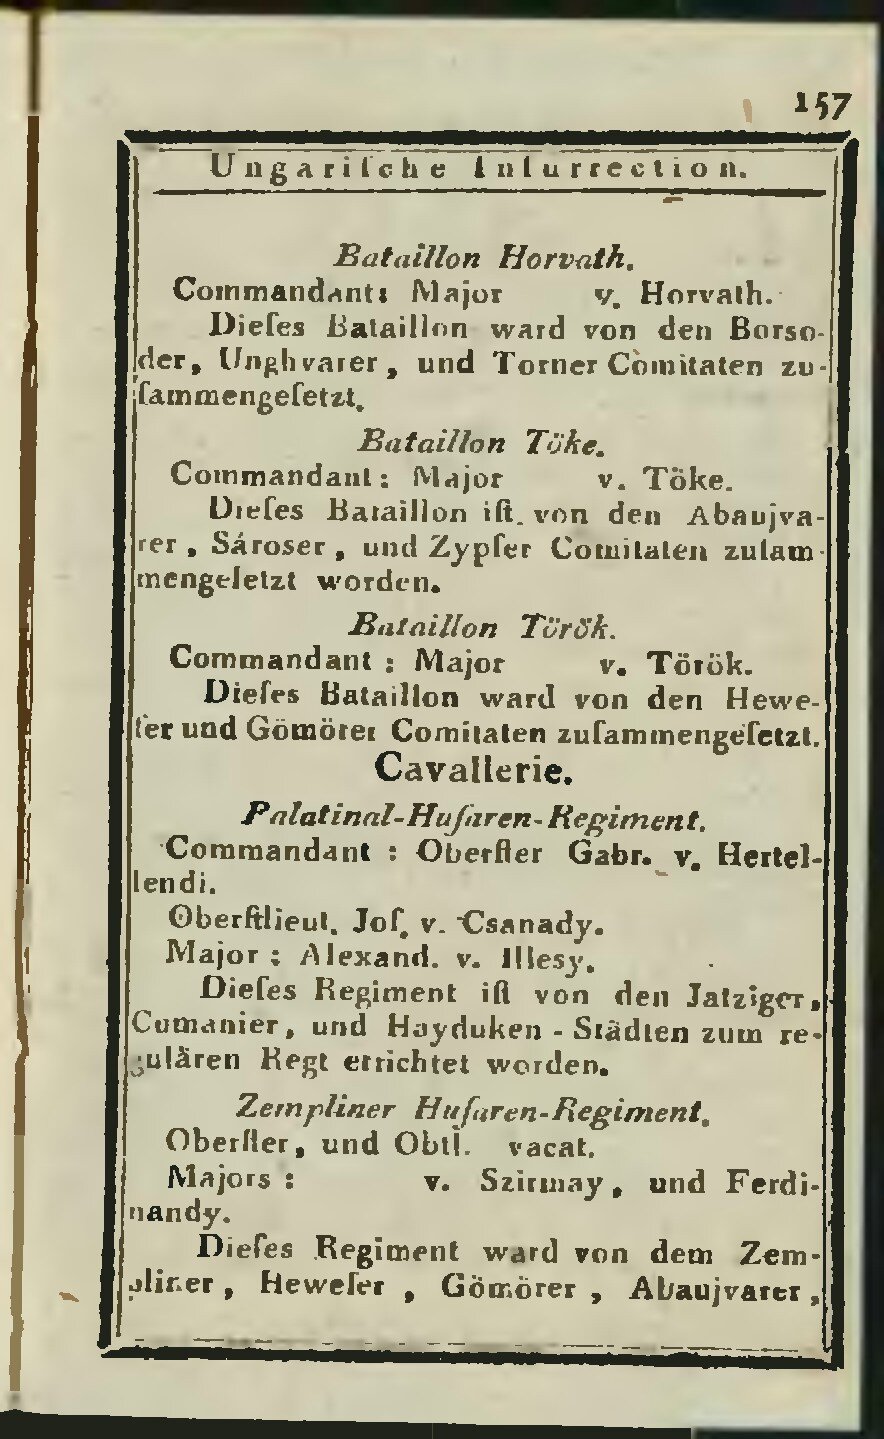 157
Ungariſche Inſurrection.
Bataillon Horvath.
Commandant: Major v. Horvath.
Dieſes Bataillon ward von den Borso-
der, Unghvarer, und Torner Comitaten zu-
ſammengeſetzt.
Bataillon Töke.
Commandant: Major v. Töke.
Dieſes Bataillon iſt von den Abaujva-
rer, Sároser, und Zypſer Comitaten zuſam-
mengeſetzt worden.
Bataillon Török.
Commandant: Major v. Török.
Dieſes Bataillon ward von den Hewe-
ſer und Gömörer Comitaten zuſammengeſetzt.
Cavallerie.
Palatinal-Huſaren-Regiment.
Commandant: Oberſter Gabr. v. Hertel-
lendi.
Oberſtlieut. Joſ. v. Csanady.
Major: Alexand. v. Illesy.
Dieſes Regiment iſt von den Jatziger,
Cumanier, und Hayduken-Städten zum re-
gulären Regt errichtet worden.
Zempliner Huſaren-Regiment.
Oberſter, und Obtl. vacat.
Majors: v. Szirmay, und Ferdi-
nandy.
Dieſes Regiment ward von dem Zem-
pliner, Heweſer, Gömörer, Abaujvarer,